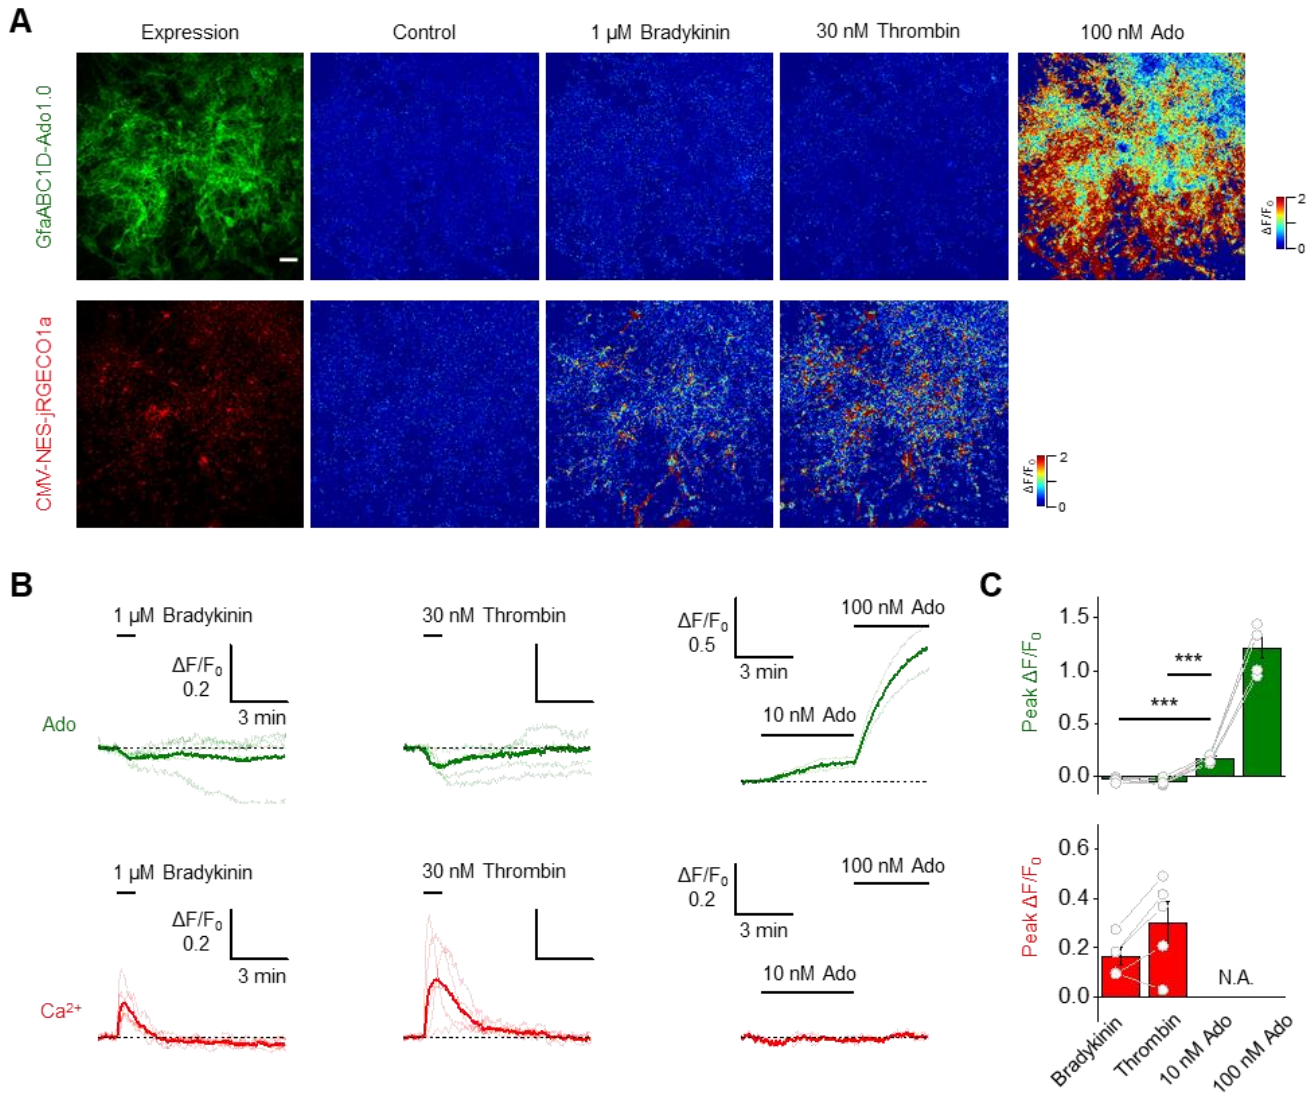 A
Expression
Control
1 µM Bradykinin
30 nM Thrombin
100 nM Ado
GfaABC1D-Ado1.0
ΔF/F0
2
0
CMV-NES-jRGECO1a
ΔF/F0
2
0
B
1 µM Bradykinin
ΔF/F0
0.2
3 min
30 nM Thrombin
ΔF/F0
0.5
3 min
100 nM Ado
10 nM Ado
Ado
1 µM Bradykinin
ΔF/F0
0.2
3 min
30 nM Thrombin
ΔF/F0
0.2
3 min
100 nM Ado
10 nM Ado
Ca2+
C
Peak ΔF/F0
1.5
1.0
0.5
0.0
***
***
Peak ΔF/F0
0.6
0.4
0.2
0.0
N.A.
Bradykinin
Thrombin
10 nM Ado
100 nM Ado